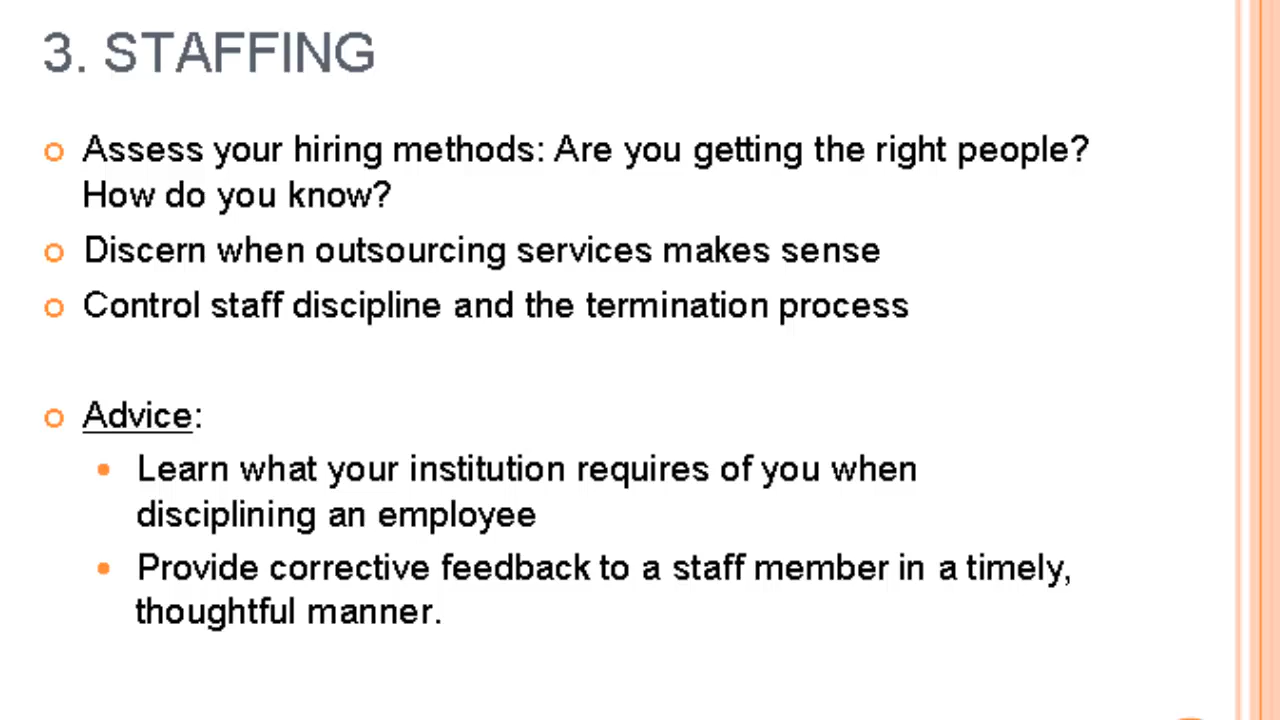 3. STAFFING
Assess your hiring methods: Are you getting the right people?
How do you know?
Discern when outsourcing services makes sense
Control staff discipline and the termination process
Advice:
Learn what your institution requires of you when
disciplining an employee
Provide corrective feedback to a staff member in a timely,
thoughtful manner.